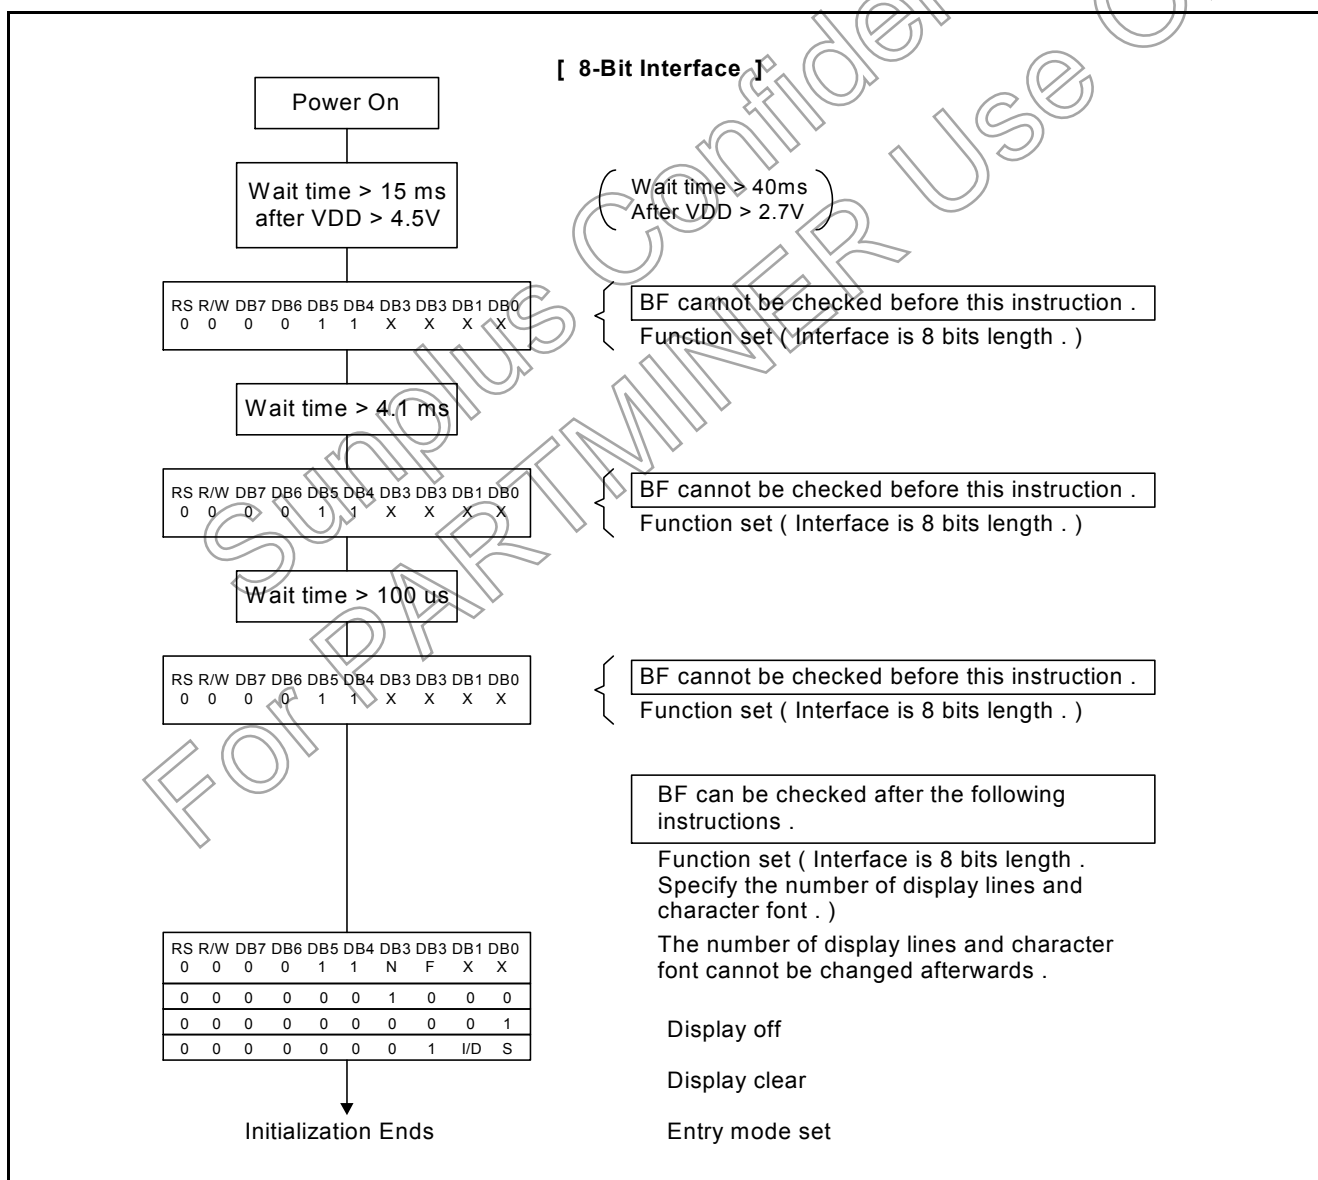 [ 8-Bit Interface ]
Power On
Wait time > 15 ms
after VDD > 4.5V
Wait time > 40ms
After VDD > 2.7V
RS R/W DB7 DB6 DB5 DB4 DB3 DB3 DB1 DB0
0 0 0 0 1 1 X X X X
BF cannot be checked before this instruction .
Function set ( Interface is 8 bits length . )
Wait time > 4.1 ms
RS R/W DB7 DB6 DB5 DB4 DB3 DB3 DB1 DB0
0 0 0 0 1 1 X X X X
BF cannot be checked before this instruction .
Function set ( Interface is 8 bits length . )
Wait time > 100 us
RS R/W DB7 DB6 DB5 DB4 DB3 DB3 DB1 DB0
0 0 0 0 1 1 X X X X
BF cannot be checked before this instruction .
Function set ( Interface is 8 bits length . )
BF can be checked after the following
instructions .
Function set ( Interface is 8 bits length .
Specify the number of display lines and
character font . )
The number of display lines and character
font cannot be changed afterwards .
RS R/W DB7 DB6 DB5 DB4 DB3 DB3 DB1 DB0
0 0 0 0 1 1 N F X X
0 0 0 0 0 0 1 0 0 0
0 0 0 0 0 0 0 0 0 1
0 0 0 0 0 0 0 1 I/D S
Display off
Display clear
Entry mode set
Initialization Ends
Sunplus
For PARTMINER Use